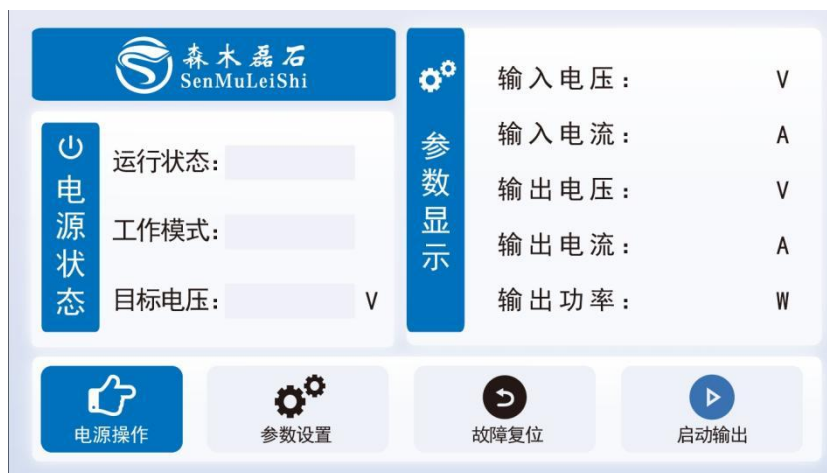 森木磊石
SenMuLeiShi
电源状态
运行状态：
工作模式：
目标电压： V
参数显示
输入电压： V
输入电流： A
输出电压： V
输出电流： A
输出功率： W
电源操作
参数设置
故障复位
启动输出